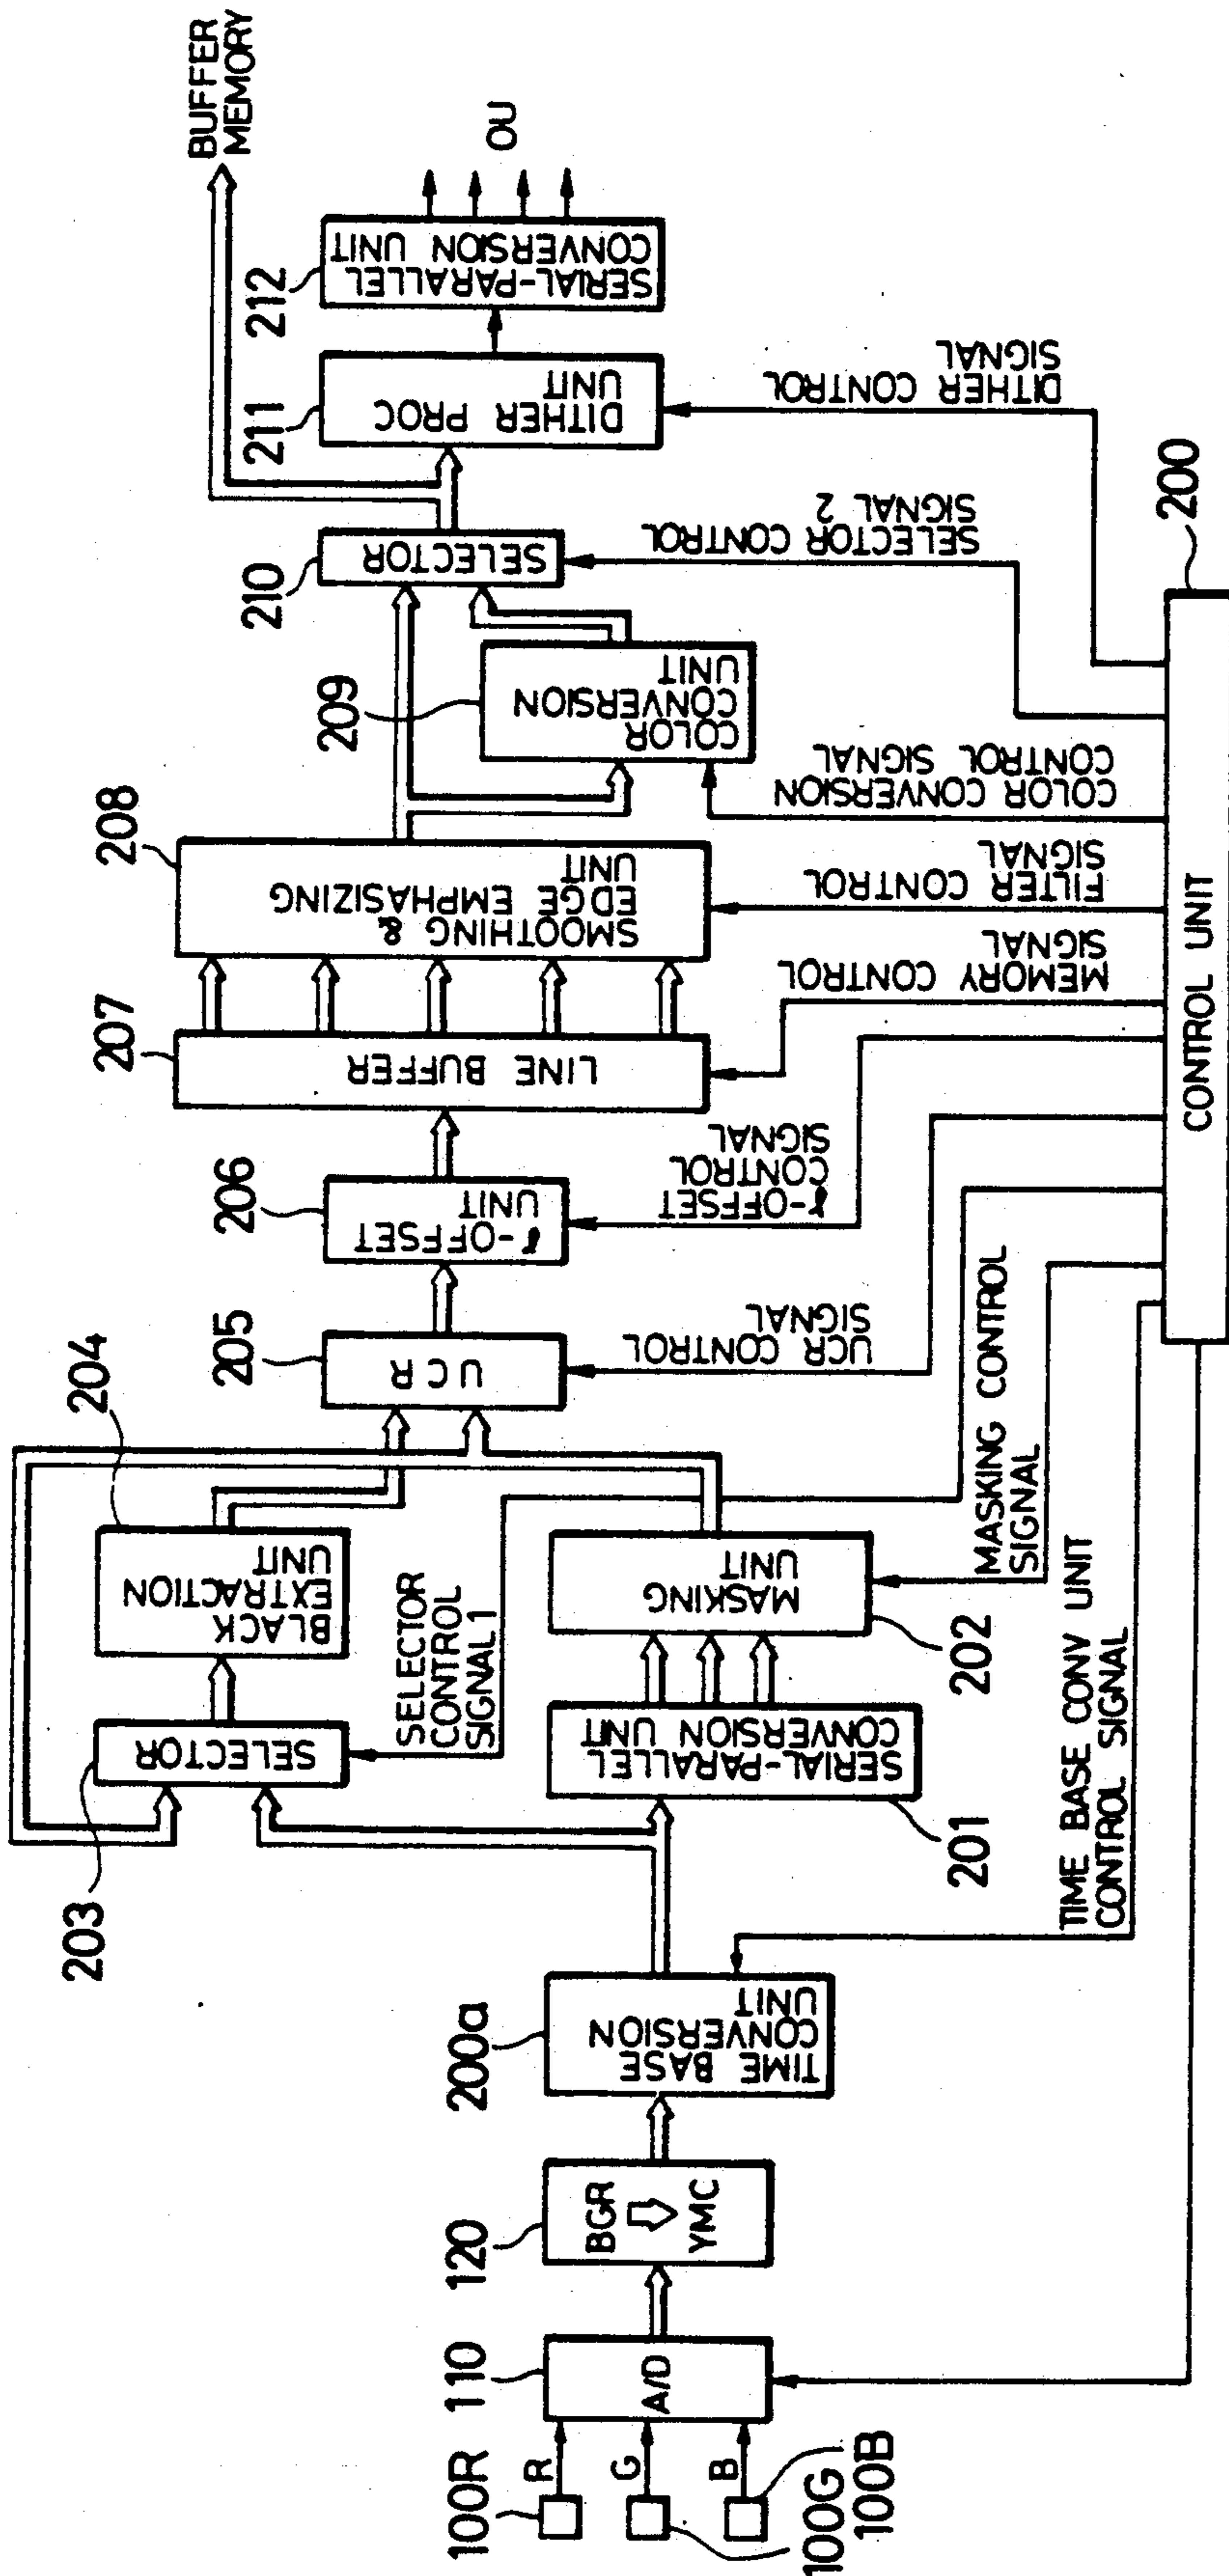 100R
100G
100B
R
G
B
110
A/D
120
BGR
YMC
200a
TIME BASE
CONVERSION
UNIT
203
SELECTOR
204
BLACK
EXTRACTION
UNIT
SELECTOR
CONTROL
SIGNAL 1
201
SERIAL-PARALLEL
CONVERSION UNIT
202
MASKING
UNIT
205
UCR
206
γ-OFFSET
UNIT
207
LINE BUFFER
208
SMOOTHING &
EDGE EMPHASIZING
UNIT
209
COLOR
CONVERSION
UNIT
210
SELECTOR
211
DITHER PROC
UNIT
212
SERIAL-PARALLEL
CONVERSION UNIT
BUFFER
MEMORY
OU
TIME BASE CONV UNIT
CONTROL SIGNAL
MASKING CONTROL
SIGNAL
UCR CONTROL
SIGNAL
γ-OFFSET
CONTROL
SIGNAL
MEMORY CONTROL
SIGNAL
FILTER CONTROL
SIGNAL
COLOR CONVERSION
CONTROL SIGNAL
SELECTOR CONTROL
SIGNAL 2
DITHER CONTROL
SIGNAL
200
CONTROL UNIT